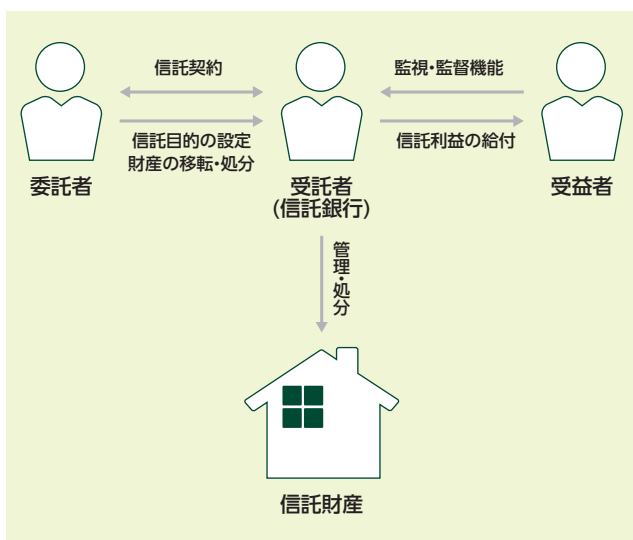 信託契約
監視・監督機能
信託目的の設定
財産の移転・処分
信託利益の給付
委託者
受託者
(信託銀行)
受益者
管理・処分
信託財産